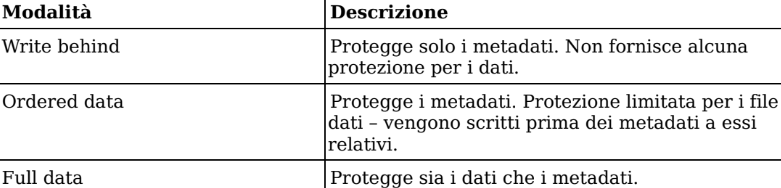 Modalità Descrizione
Write behind Protegge solo i metadati. Non fornisce alcuna
protezione per i dati.
Ordered data Protegge i metadati. Protezione limitata per i file
dati – vengono scritti prima dei metadati a essi
relativi.
Full data Protegge sia i dati che i metadati.